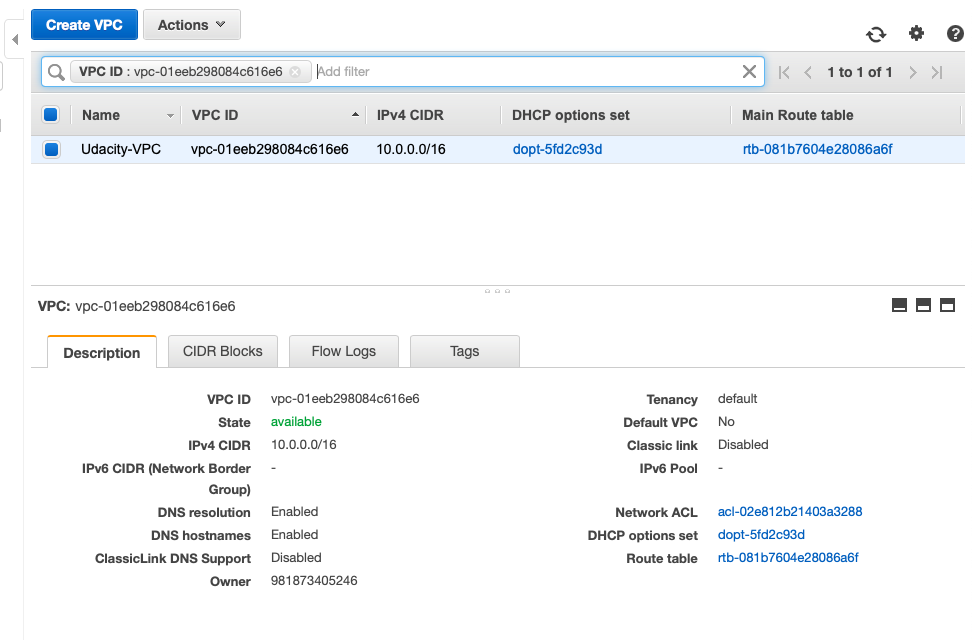 Create VPC Actions
VPC ID : vpc-01eeb298084c616e6 Add filter 1 to 1 of 1
Name VPC ID IPv4 CIDR DHCP options set Main Route table
Udacity-VPC vpc-01eeb298084c616e6 10.0.0.0/16 dopt-5fd2c93d rtb-081b7604e28086a6f
VPC: vpc-01eeb298084c616e6
Description CIDR Blocks Flow Logs Tags
VPC ID vpc-01eeb298084c616e6 Tenancy default
State available Default VPC No
IPv4 CIDR 10.0.0.0/16 Classic link Disabled
IPv6 CIDR (Network Border - IPv6 Pool -
Group)
DNS resolution Enabled Network ACL acl-02e812b21403a3288
DNS hostnames Enabled DHCP options set dopt-5fd2c93d
ClassicLink DNS Support Disabled Route table rtb-081b7604e28086a6f
Owner 981873405246